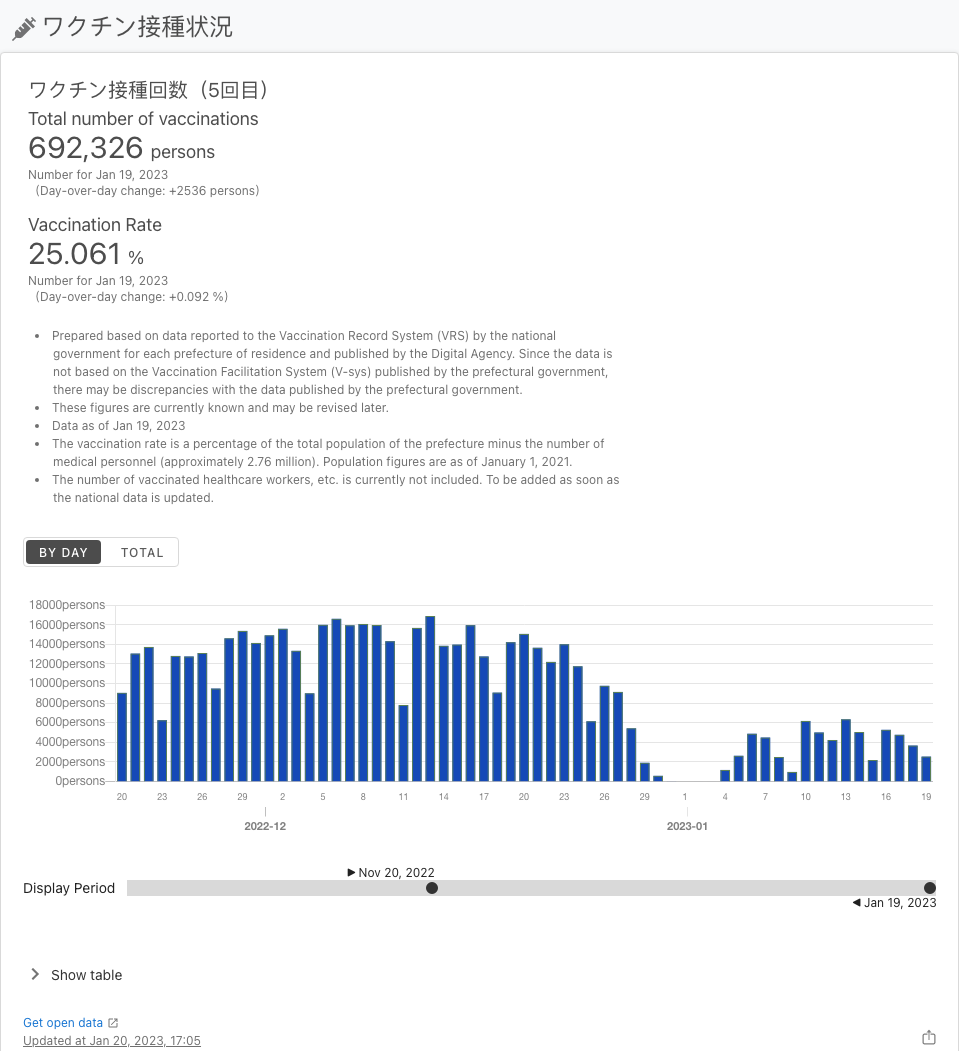 ワクチン接種状況
ワクチン接種回数（5回目）
Total number of vaccinations
692,326 persons
Number for Jan 19, 2023
(Day-over-day change: +2536 persons)
Vaccination Rate
25.061 %
Number for Jan 19, 2023
(Day-over-day change: +0.092 %)
• Prepared based on data reported to the Vaccination Record System (VRS) by the national
government for each prefecture of residence and published by the Digital Agency. Since the data is
not based on the Vaccination Facilitation System (V-sys) published by the prefectural government,
there may be discrepancies with the data published by the prefectural government.
• These figures are currently known and may be revised later.
• Data as of Jan 19, 2023
• The vaccination rate is a percentage of the total population of the prefecture minus the number of
medical personnel (approximately 2.76 million). Population figures are as of January 1, 2021.
• The number of vaccinated healthcare workers, etc. is currently not included. To be added as soon as
the national data is updated.
BY DAY TOTAL
18000persons
16000persons
14000persons
12000persons
10000persons
8000persons
6000persons
4000persons
2000persons
0persons
20 23 26 29 2 5 8 11 14 17 20 23 26 29 1 4 7 10 13 16 19
2022-12 2023-01
Nov 20, 2022
Display Period
Jan 19, 2023
Show table
Get open data
Updated at Jan 20, 2023, 17:05